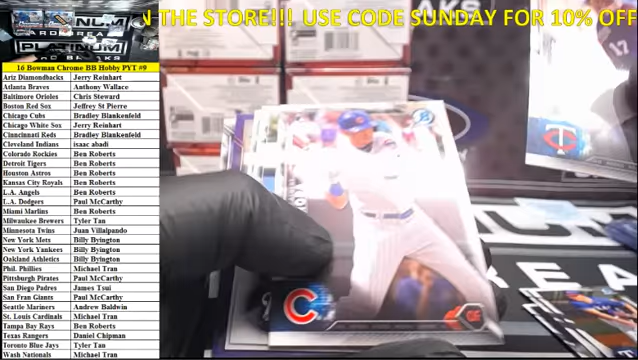 N THE STORE!!! USE CODE SUNDAY FOR 10% OFF
PLATINUM
16 Bowman Chrome BB Hobby PYT #9
Ariz Diamondbacks Jerry Reinhart
Atlanta Braves Anthony Wallace
Baltimore Orioles Chris Steward
Boston Red Sox Jeffrey St Pierre
Chicago Cubs Bradley Blankenfeld
Chicago White Sox Jerry Reinhart
Cinncinnati Reds Bradley Blankenfeld
Cleveland Indians isaac abadi
Colorado Rockies Ben Roberts
Detroit Tigers Ben Roberts
Houston Astros Ben Roberts
Kansas City Royals Ben Roberts
L.A. Angels Ben Roberts
L.A. Dodgers Paul McCarthy
Miami Marlins Ben Roberts
Milwaukee Brewers Tyler Tan
Minnesota Twins Juan Villalpando
New York Mets Billy Byington
New York Yankees Billy Byington
Oakland Athletics Billy Byington
Phil. Phillies Michael Tran
Pittsburgh Pirates Paul McCarthy
San Diego Padres James Tsui
San Fran Giants Paul McCarthy
Seattle Mariners Andrew Baldwin
St. Louis Cardinals Michael Tran
Tampa Bay Rays Ben Roberts
Texas Rangers Daniel Chipman
Toronto Blue Jays Tyler Tan
Wash Nationals Michael Tran